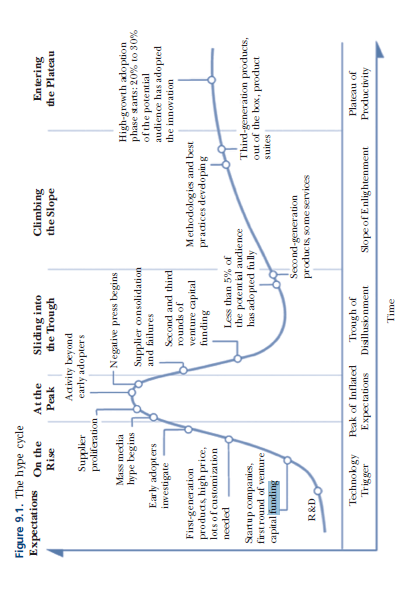 Figure 9.1. The hype cycle
Expectations
On the
Rise
At the
Peak
Sliding into
the Trough
Climbing
the Slope
Entering
the Plateau
Activity beyond
early adopters
Supplier
proliferation
Negative press begins
Mass media
hype begins
Supplier consolidation
and failures
Early adopters
investigate
Second and third
rounds of
venture capital
funding
First-generation
products, high price,
lots of customization
needed
Less than 5% of
the potential audience
has adopted fully
Startup companies,
first round of venture
capital funding
Second-generation
products, some services
R&D
Methodologies and best
practices developing
Third-generation products,
out of the box, product
suites
High-growth adoption
phase starts: 20% to 30%
of the potential
audience has adopted
the innovation
Technology
Trigger
Peak of Inflated
Expectations
Trough of
Disillusionment
Slope of Enlightenment
Plateau of
Productivity
Time